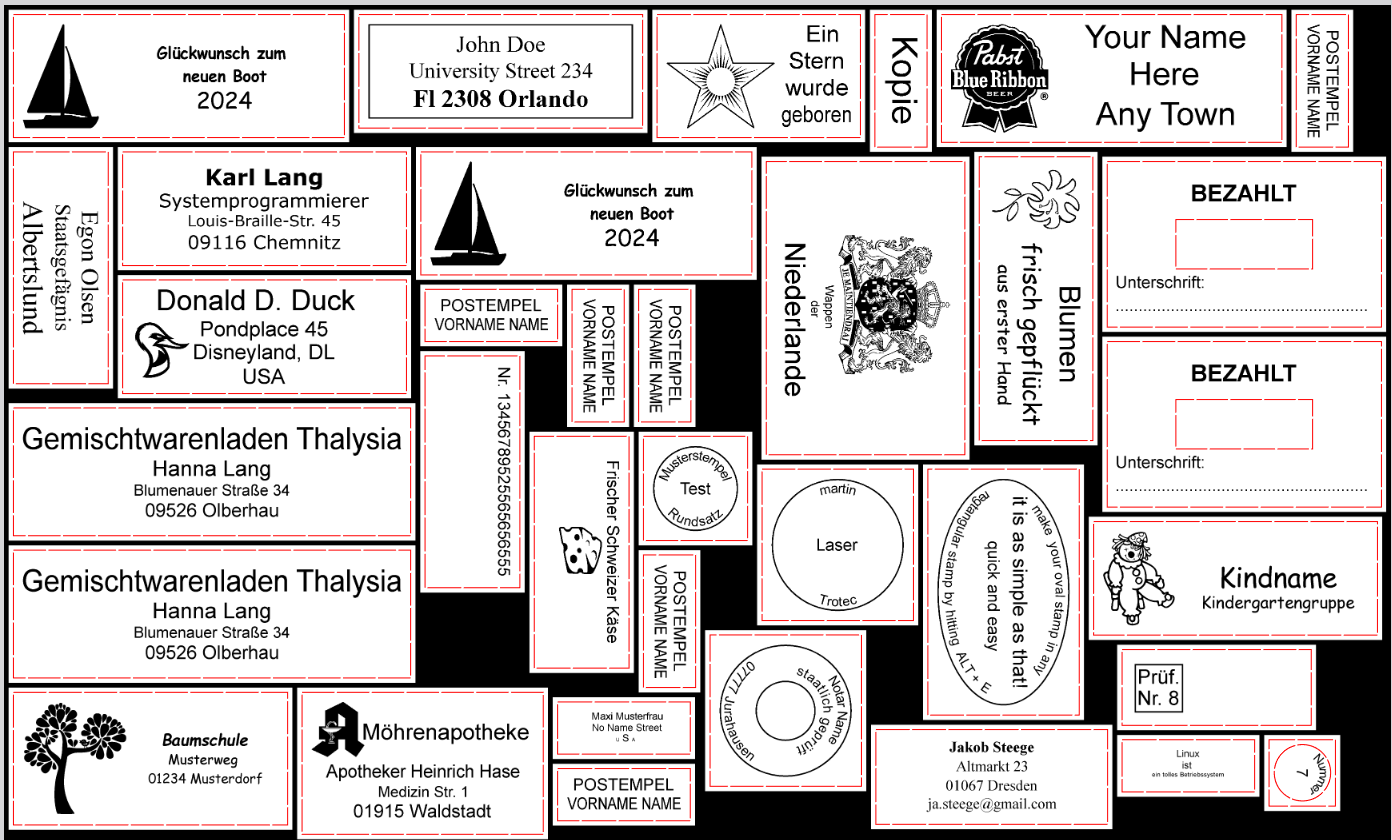 Glückwunsch zum
neuen Boot
2024
John Doe
University Street 234
Fl 2308 Orlando
Ein
Stern
wurde
geboren
Kopie
Pabst
Blue Ribbon
BEER
®
Your Name
Here
Any Town
POSTEMPEL
VORNAME NAME
Egon Olsen
Staatsgefägnis
Albertslund
Karl Lang
Systemprogrammierer
Louis-Braille-Str. 45
09116 Chemnitz
Glückwunsch zum
neuen Boot
2024
JE MAINTIENDRAI
Wappen
der
Niederlande
Blumen
frisch gepflückt
aus erster Hand
BEZAHLT
Unterschrift:
Donald D. Duck
Pondplace 45
Disneyland, DL
USA
POSTEMPEL
VORNAME NAME
POSTEMPEL
VORNAME NAME
POSTEMPEL
VORNAME NAME
BEZAHLT
Unterschrift:
Nr. 1345678952556565655
Gemischtwarenladen Thalysia
Hanna Lang
Blumenauer Straße 34
09526 Olberhau
Frischer Schweizer Käse
Musterstempel
Test
Rundsatz
martin
Laser
Trotec
make your oval stamp in any
it is as simple as that!
quick and easy
regtangular stamp by hitting ALT + E
Kindname
Kindergartengruppe
Gemischtwarenladen Thalysia
Hanna Lang
Blumenauer Straße 34
09526 Olberhau
POSTEMPEL
VORNAME NAME
Notar Name
staatlich geprüft
07777 Jurahausen
Prüf.
Nr. 8
Baumschule
Musterweg
01234 Musterdorf
Möhrenapotheke
Apotheker Heinrich Hase
Medizin Str. 1
01915 Waldstadt
Maxi Musterfrau
No Name Street
U S A
POSTEMPEL
VORNAME NAME
Jakob Steege
Altmarkt 23
01067 Dresden
ja.steege@gmail.com
Linux
ist
ein tolles Betriebssystem
Nummer
7